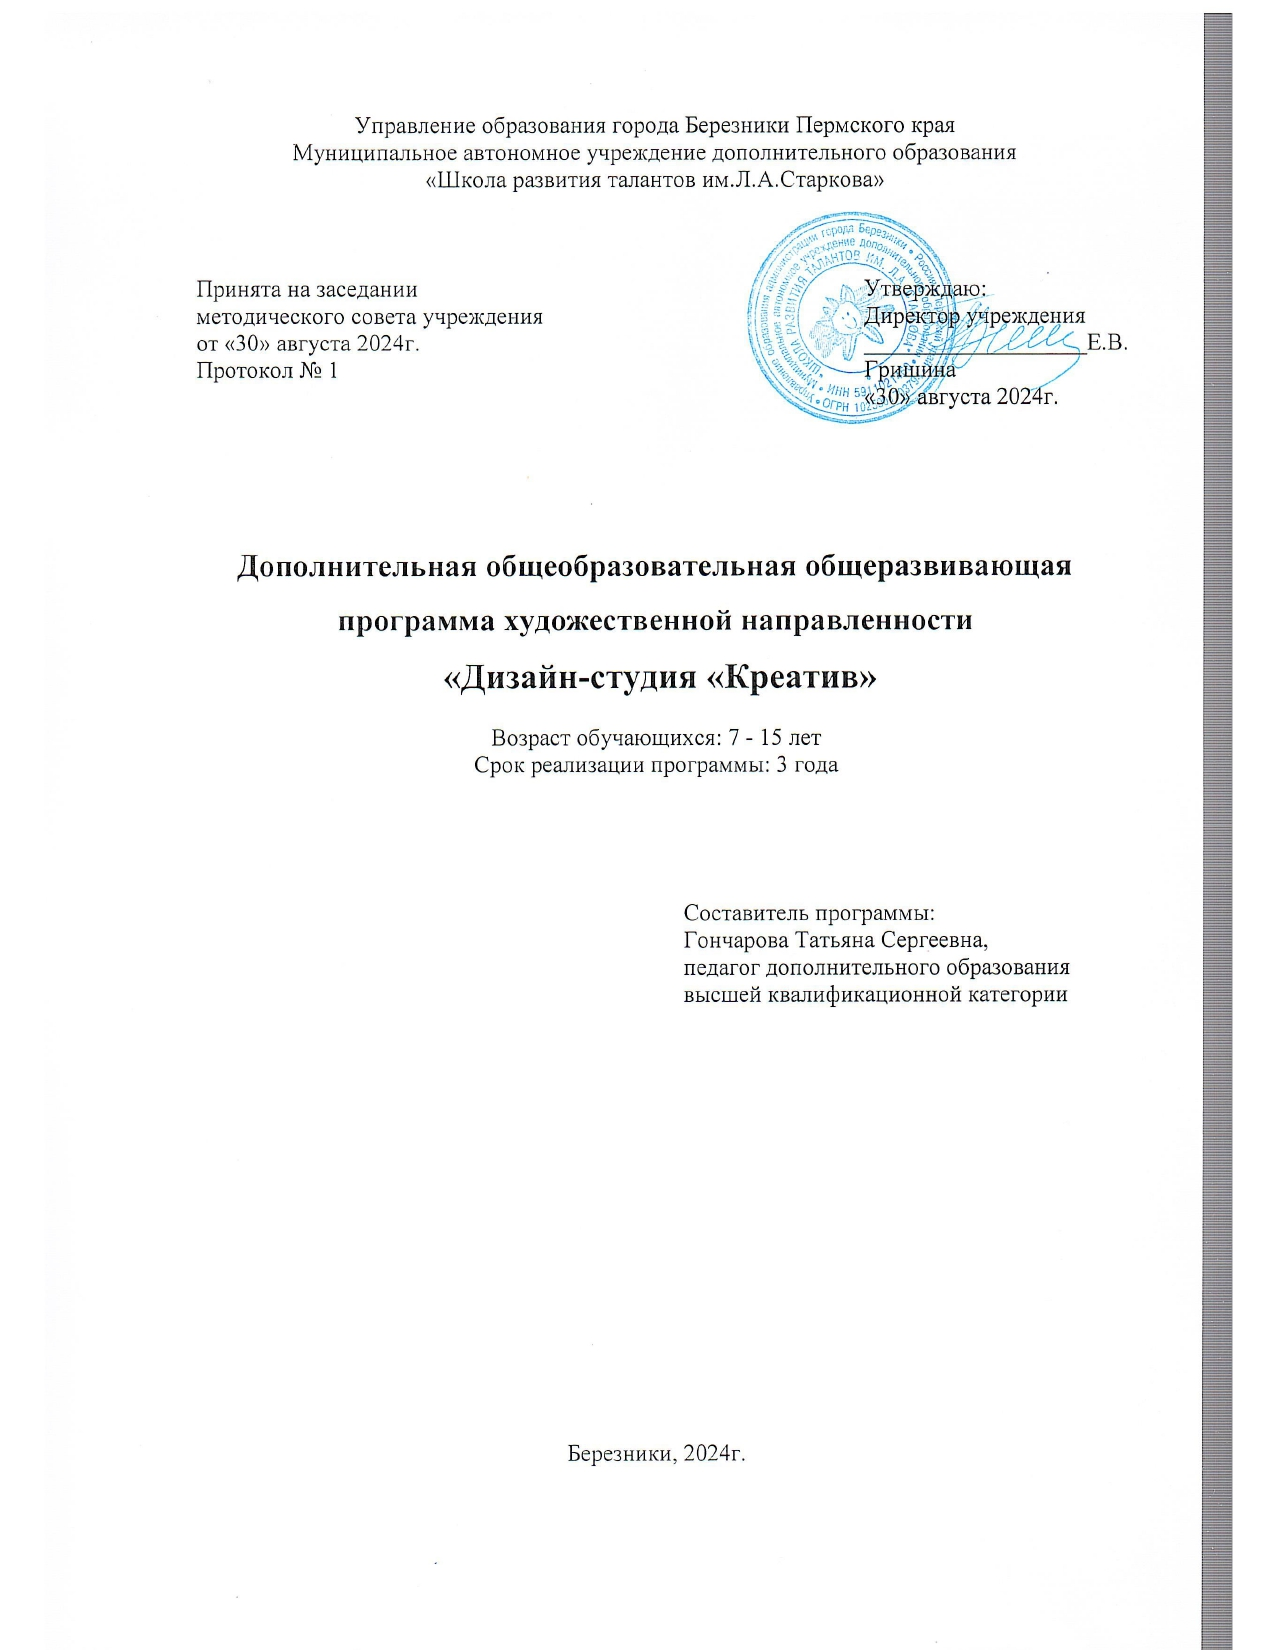 Управление образования города Березники Пермского края
Муниципальное автономное учреждение дополнительного образования
«Школа развития талантов им.Л.А.Старкова»
Принята на заседании
методического совета учреждения
от «30» августа 2024г.
Протокол № 1
Утверждаю:
Директор учреждения
__________________Е.В.
Гришина
«30» августа 2024г.
Дополнительная общеобразовательная общеразвивающая
программа художественной направленности
«Дизайн-студия «Креатив»
Возраст обучающихся: 7 - 15 лет
Срок реализации программы: 3 года
Составитель программы:
Гончарова Татьяна Сергеевна,
педагог дополнительного образования
высшей квалификационной категории
Березники, 2024г.